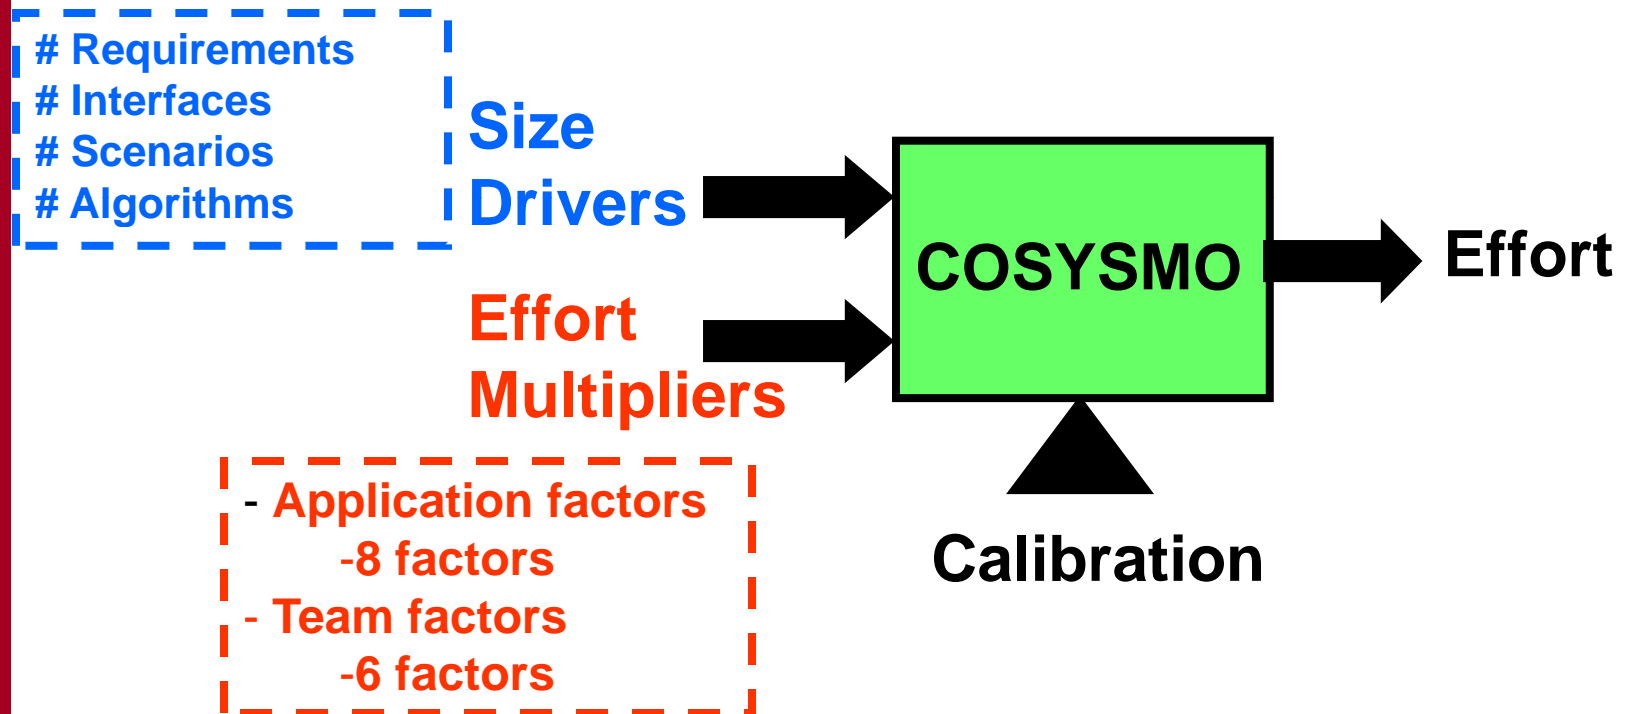 # Requirements
# Interfaces
# Scenarios
# Algorithms
Size
Drivers
Effort
Multipliers
- Application factors
-8 factors
- Team factors
-6 factors
COSYSMO
Effort
Calibration